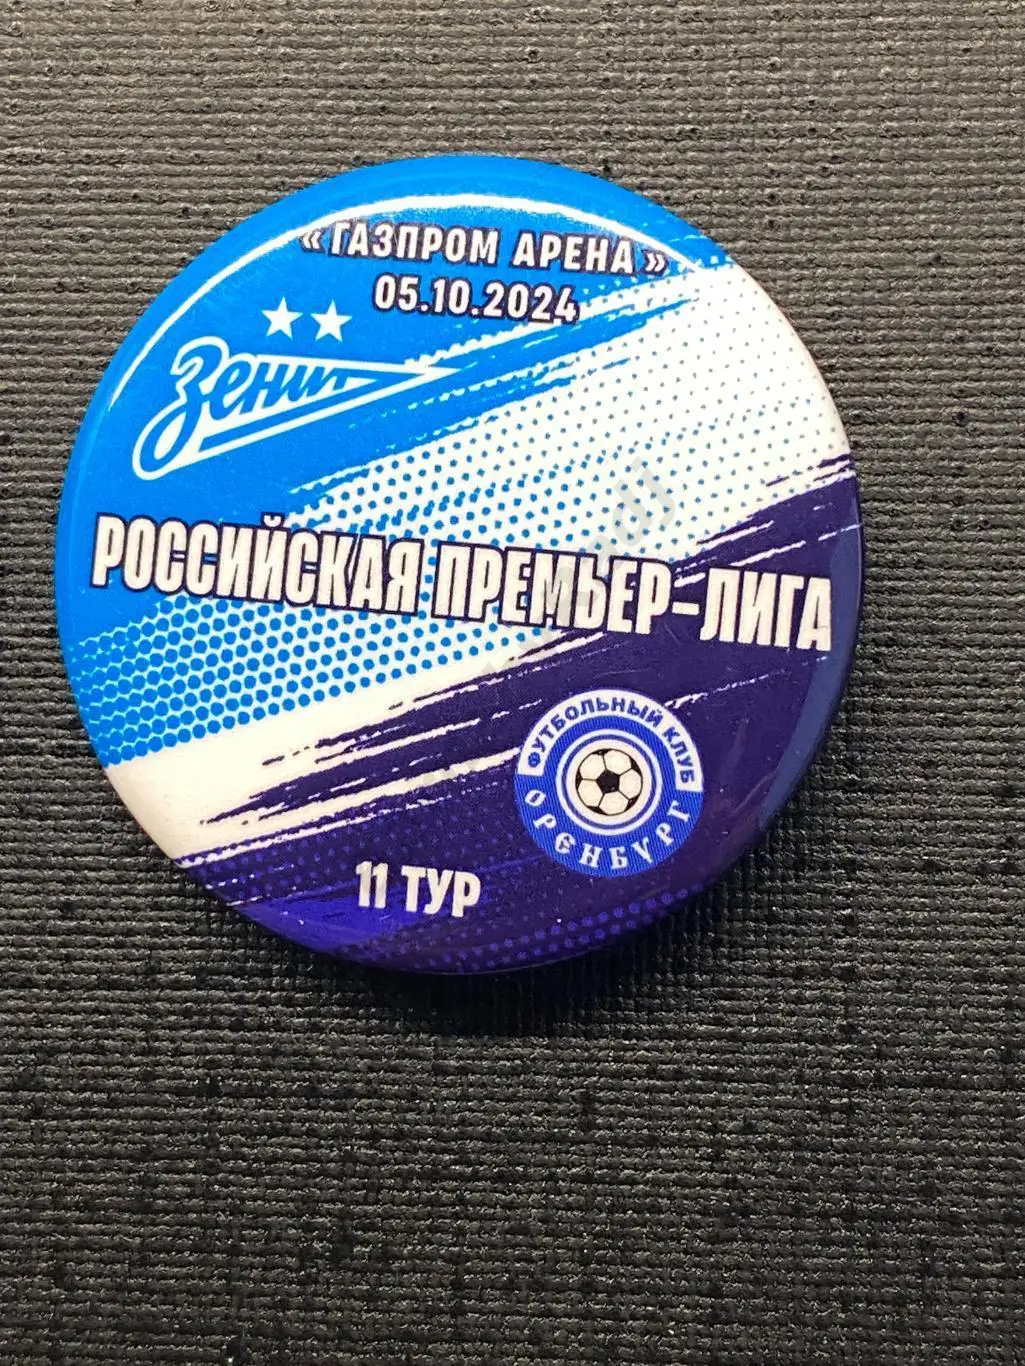 «ГАЗПРОМ АРЕНА»
05.10.2024
Зенит
РОССИЙСКАЯ ПРЕМЬЕР-ЛИГА
ФУТБОЛЬНЫЙ КЛУБ
ОРЕНБУРГ
11 ТУР